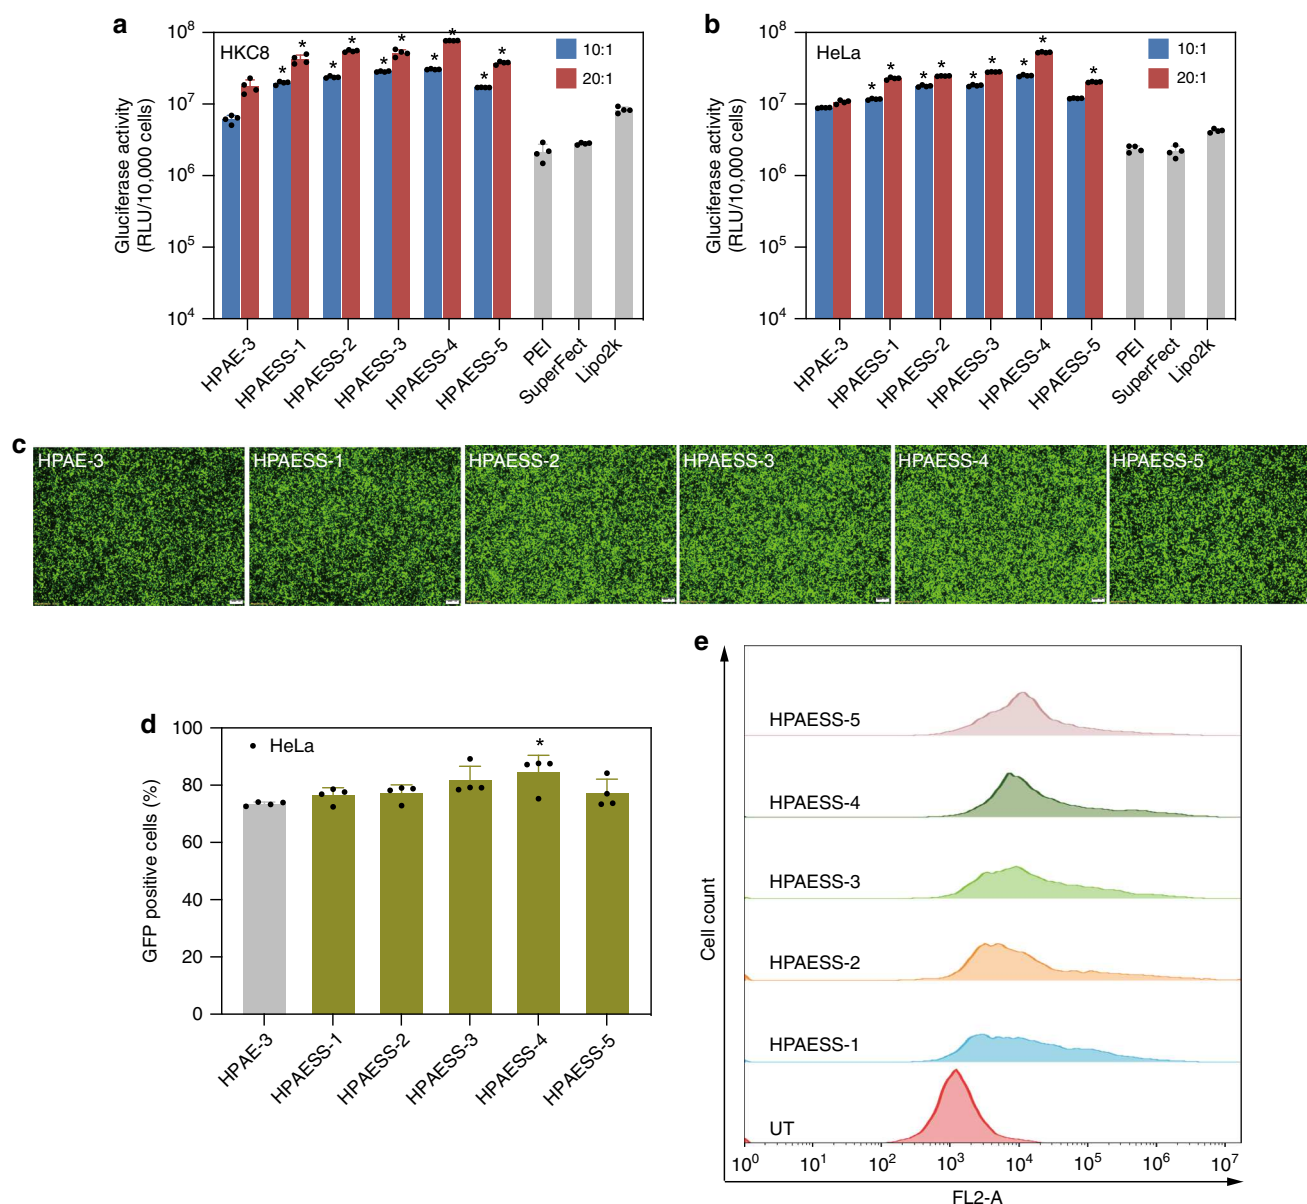 a
HKC8
10:1
20:1
Gluciferase activity
(RLU/10,000 cells)
10⁸
10⁷
10⁶
10⁵
10⁴
* * * * * * * * * *
HPAE-3
HPAESS-1
HPAESS-2
HPAESS-3
HPAESS-4
HPAESS-5
PEI
SuperFect
Lipo2k
b
HeLa
10:1
20:1
Gluciferase activity
(RLU/10,000 cells)
10⁸
10⁷
10⁶
10⁵
10⁴
* * * * * * * * *
HPAE-3
HPAESS-1
HPAESS-2
HPAESS-3
HPAESS-4
HPAESS-5
PEI
SuperFect
Lipo2k
c
HPAE-3
HPAESS-1
HPAESS-2
HPAESS-3
HPAESS-4
HPAESS-5
d
HeLa
*
GFP positive cells (%)
100
80
60
40
20
0
HPAE-3
HPAESS-1
HPAESS-2
HPAESS-3
HPAESS-4
HPAESS-5
e
Cell count
HPAESS-5
HPAESS-4
HPAESS-3
HPAESS-2
HPAESS-1
UT
10⁰ 10¹ 10² 10³ 10⁴ 10⁵ 10⁶ 10⁷
FL2-A